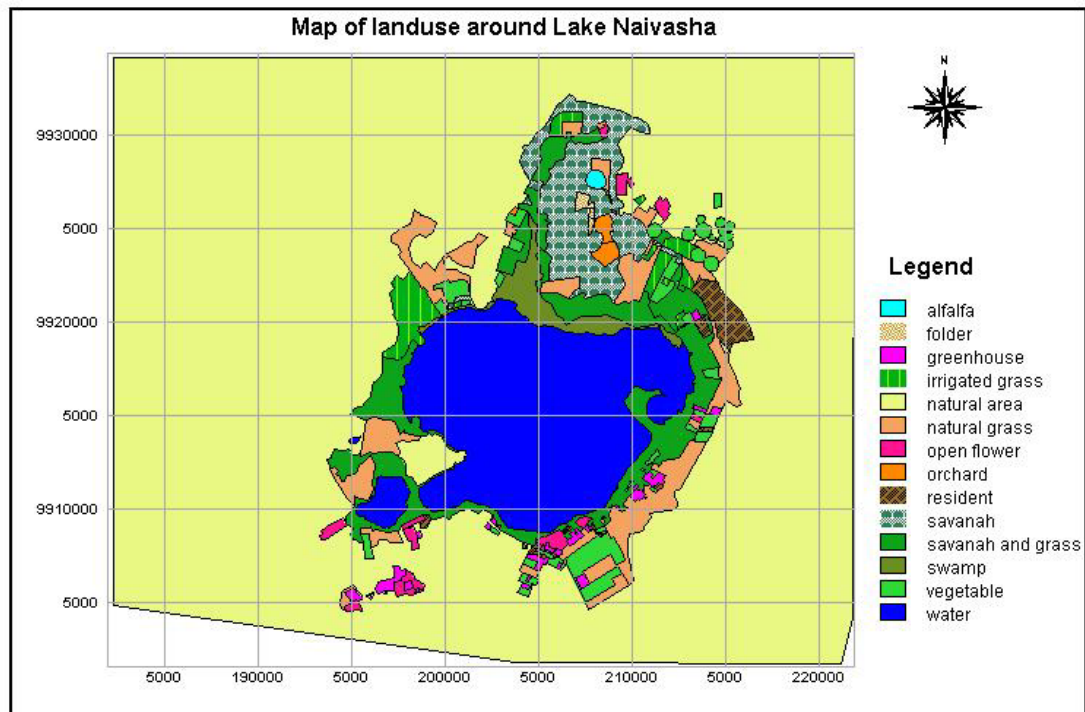 Map of landuse around Lake Naivasha
N
9930000
5000
9920000
5000
9910000
5000
5000 190000 5000 200000 5000 210000 5000 220000
Legend
alfalfa
folder
greenhouse
irrigated grass
natural area
natural grass
open flower
orchard
resident
savanah
savanah and grass
swamp
vegetable
water